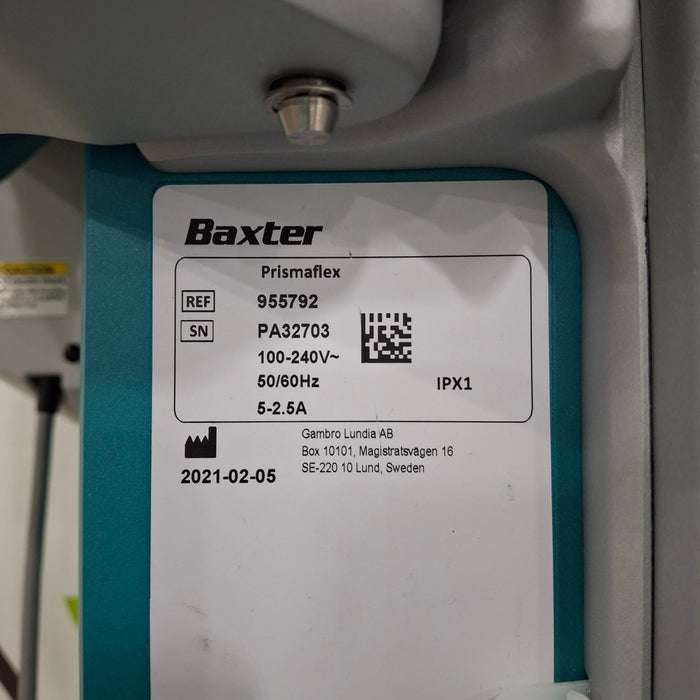 Baxter
Prismaflex
REF 955792
SN PA32703
100-240V~
50/60Hz IPX1
5-2.5A
Gambro Lundia AB
Box 10101, Magistratsvägen 16
SE-220 10 Lund, Sweden
2021-02-05